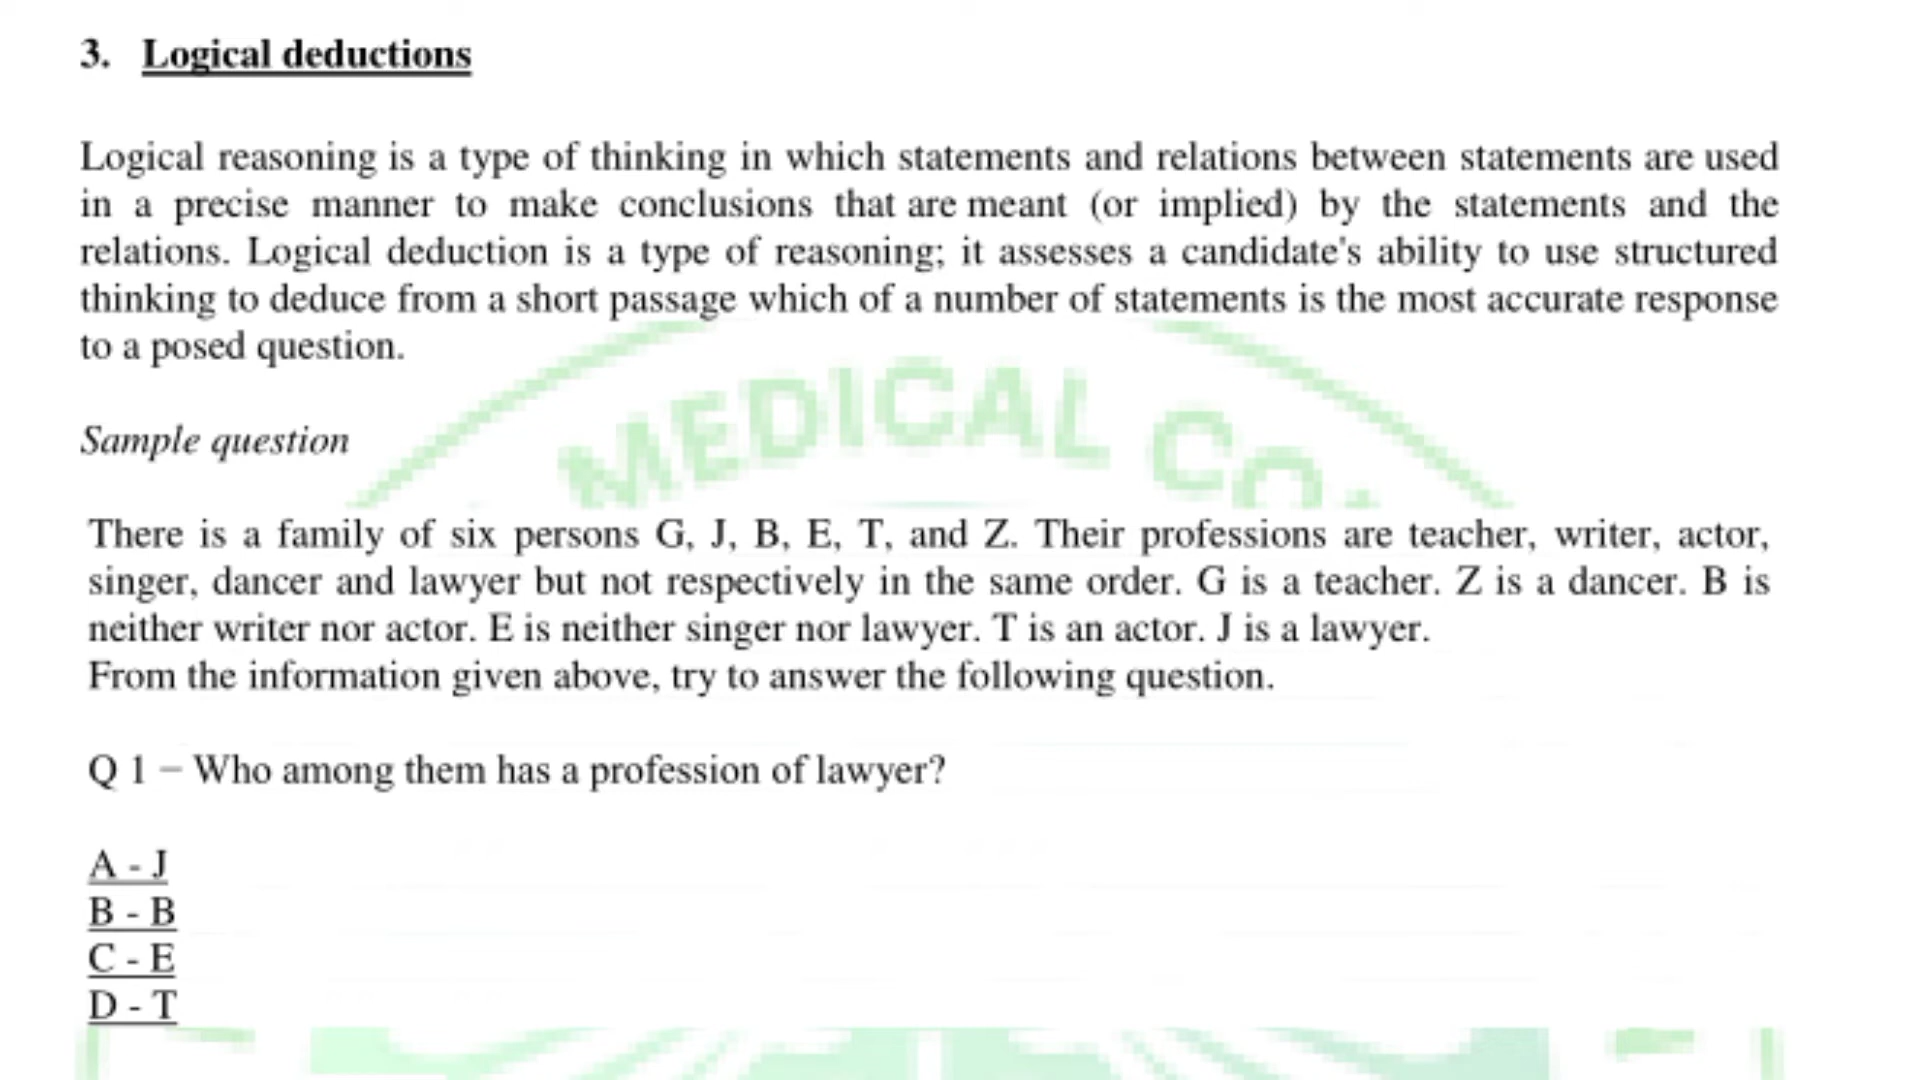 3. Logical deductions
Logical reasoning is a type of thinking in which statements and relations between statements are used
in a precise manner to make conclusions that are meant (or implied) by the statements and the
relations. Logical deduction is a type of reasoning; it assesses a candidate's ability to use structured
thinking to deduce from a short passage which of a number of statements is the most accurate response
to a posed question.
MEDICAL CO
Sample question
There is a family of six persons G, J, B, E, T, and Z. Their professions are teacher, writer, actor,
singer, dancer and lawyer but not respectively in the same order. G is a teacher. Z is a dancer. B is
neither writer nor actor. E is neither singer nor lawyer. T is an actor. J is a lawyer.
From the information given above, try to answer the following question.
Q 1 – Who among them has a profession of lawyer?
A - J
B - B
C - E
D - T